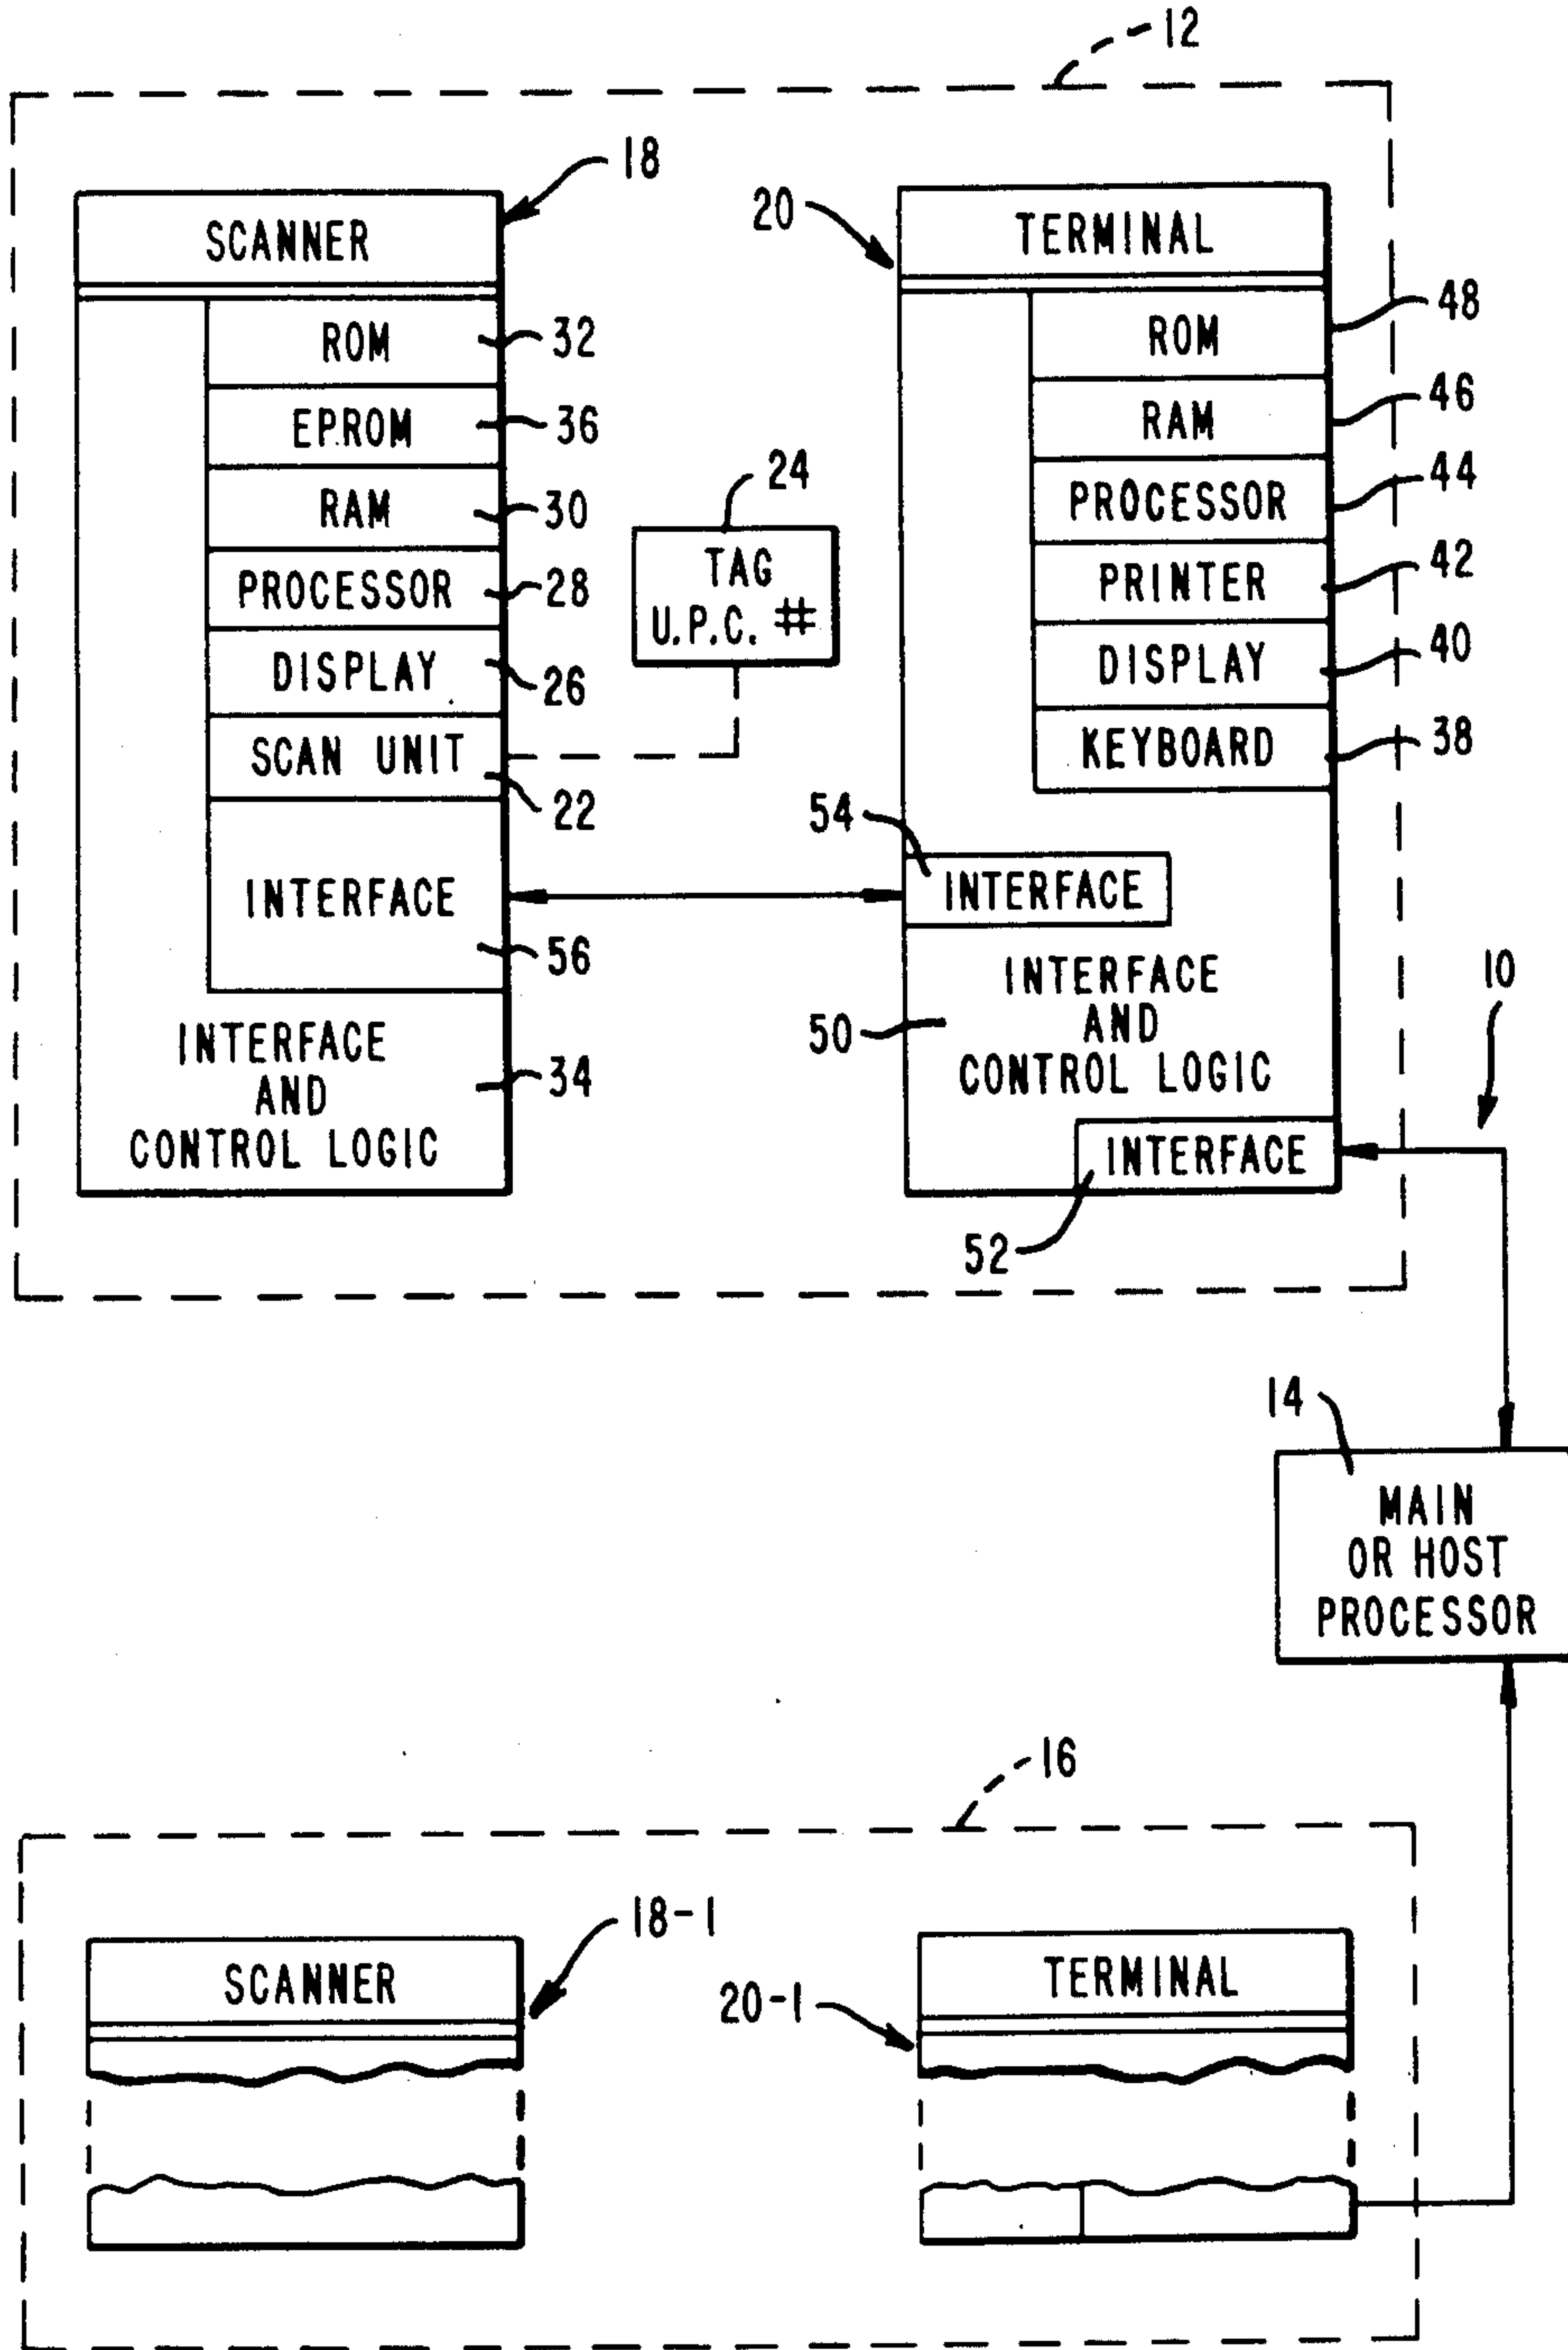 12
18
SCANNER
ROM
32
EPROM
36
RAM
30
PROCESSOR
28
DISPLAY
26
SCAN UNIT
22
INTERFACE
56
INTERFACE
AND
CONTROL LOGIC
34
24
TAG
U.P.C. #
20
TERMINAL
ROM
48
RAM
46
PROCESSOR
44
PRINTER
42
DISPLAY
40
KEYBOARD
38
54
INTERFACE
INTERFACE
AND
CONTROL LOGIC
50
INTERFACE
52
10
14
MAIN
OR HOST
PROCESSOR
16
SCANNER
18-1
20-1
TERMINAL